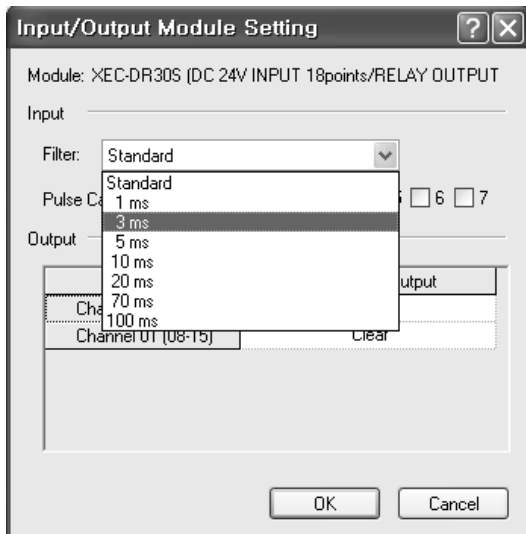 Input/Output Module Setting
Module: XEC-DR30S (DC 24V INPUT 18points/RELAY OUTPUT
Input
Filter: Standard
Standard
1 ms
Pulse Ca 6 7
3 ms
Output
5 ms
10 ms
20 ms utput
70 ms
Cha
100 ms
Channel 01 (08-15) Clear
OK Cancel